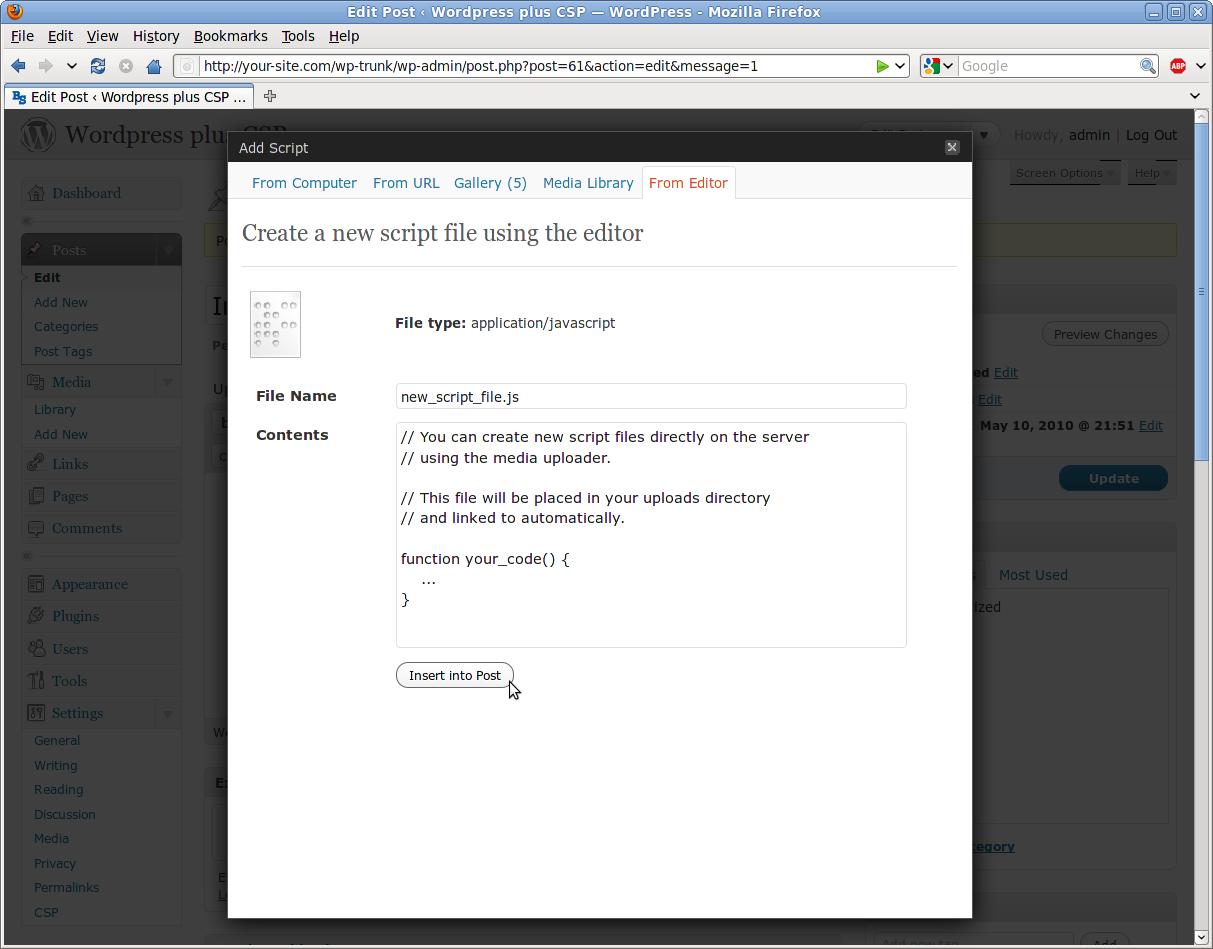 Edit Post ‹ Wordpress plus CSP — WordPress - Mozilla Firefox
File Edit View History Bookmarks Tools Help
http://your-site.com/wp-trunk/wp-admin/post.php?post=61&action=edit&message=1
Google
ABP
Edit Post ‹ Wordpress plus CSP ...
Wordpress plus CSP
Howdy, admin | Log Out
Screen Options
Help
Add Script
From Computer From URL Gallery (5) Media Library From Editor
Create a new script file using the editor
File type: application/javascript
File Name
new_script_file.js
Contents
// You can create new script files directly on the server
// using the media uploader.
// This file will be placed in your uploads directory
// and linked to automatically.
function your_code() {
...
}
Insert into Post
Dashboard
Posts
Edit
Add New
Categories
Post Tags
Media
Library
Add New
Links
Pages
Comments
Appearance
Plugins
Users
Tools
Settings
General
Writing
Reading
Discussion
Media
Privacy
Permalinks
CSP
Preview Changes
Edit
Edit
May 10, 2010 @ 21:51 Edit
Update
Most Used
Add new tag
Add